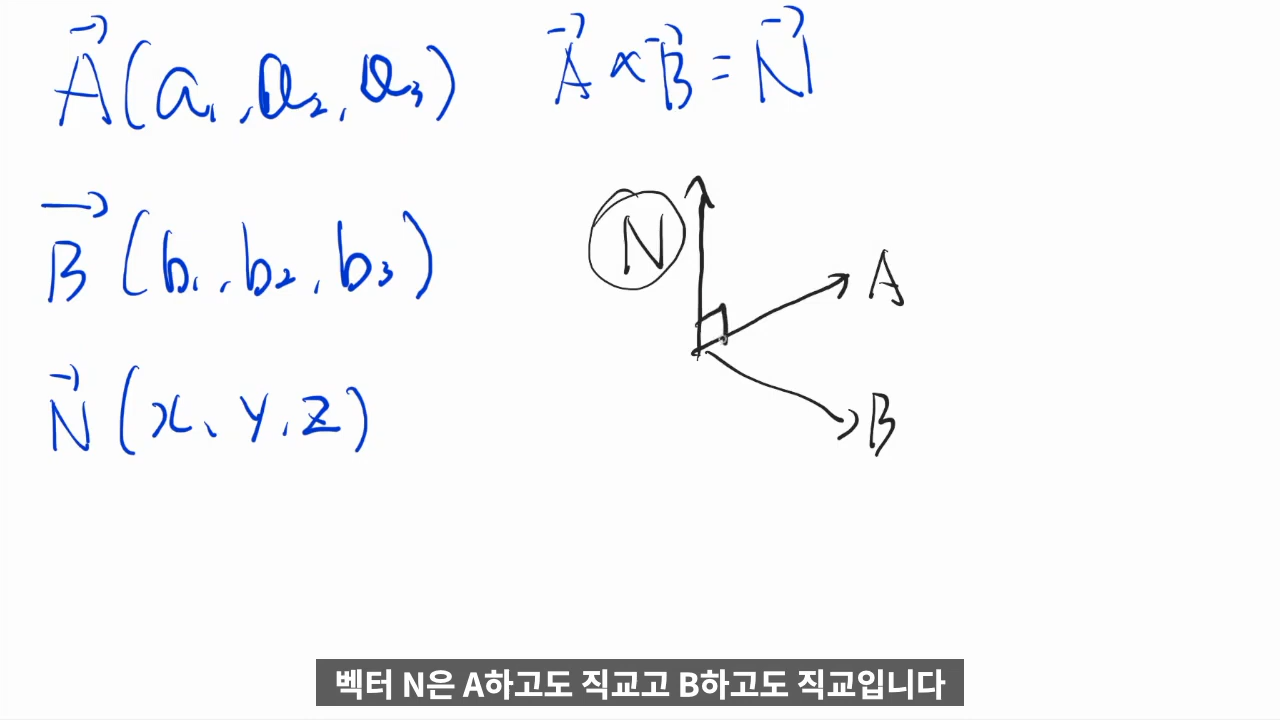 A⃗(a₁, a₂, a₃)
A⃗ × B⃗ = N⃗
B⃗(b₁, b₂, b₃)
N
A
N⃗(x, y, z)
B
벡터 N은 A하고도 직교고 B하고도 직교입니다